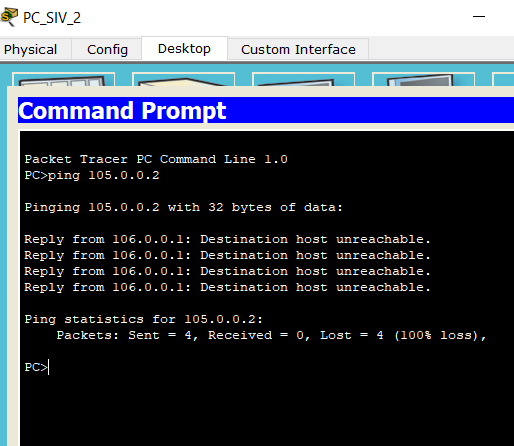 PC_SIV_2
Physical Config Desktop Custom Interface
Command Prompt
Packet Tracer PC Command Line 1.0
PC>ping 105.0.0.2
Pinging 105.0.0.2 with 32 bytes of data:
Reply from 106.0.0.1: Destination host unreachable.
Reply from 106.0.0.1: Destination host unreachable.
Reply from 106.0.0.1: Destination host unreachable.
Reply from 106.0.0.1: Destination host unreachable.
Ping statistics for 105.0.0.2:
Packets: Sent = 4, Received = 0, Lost = 4 (100% loss),
PC>